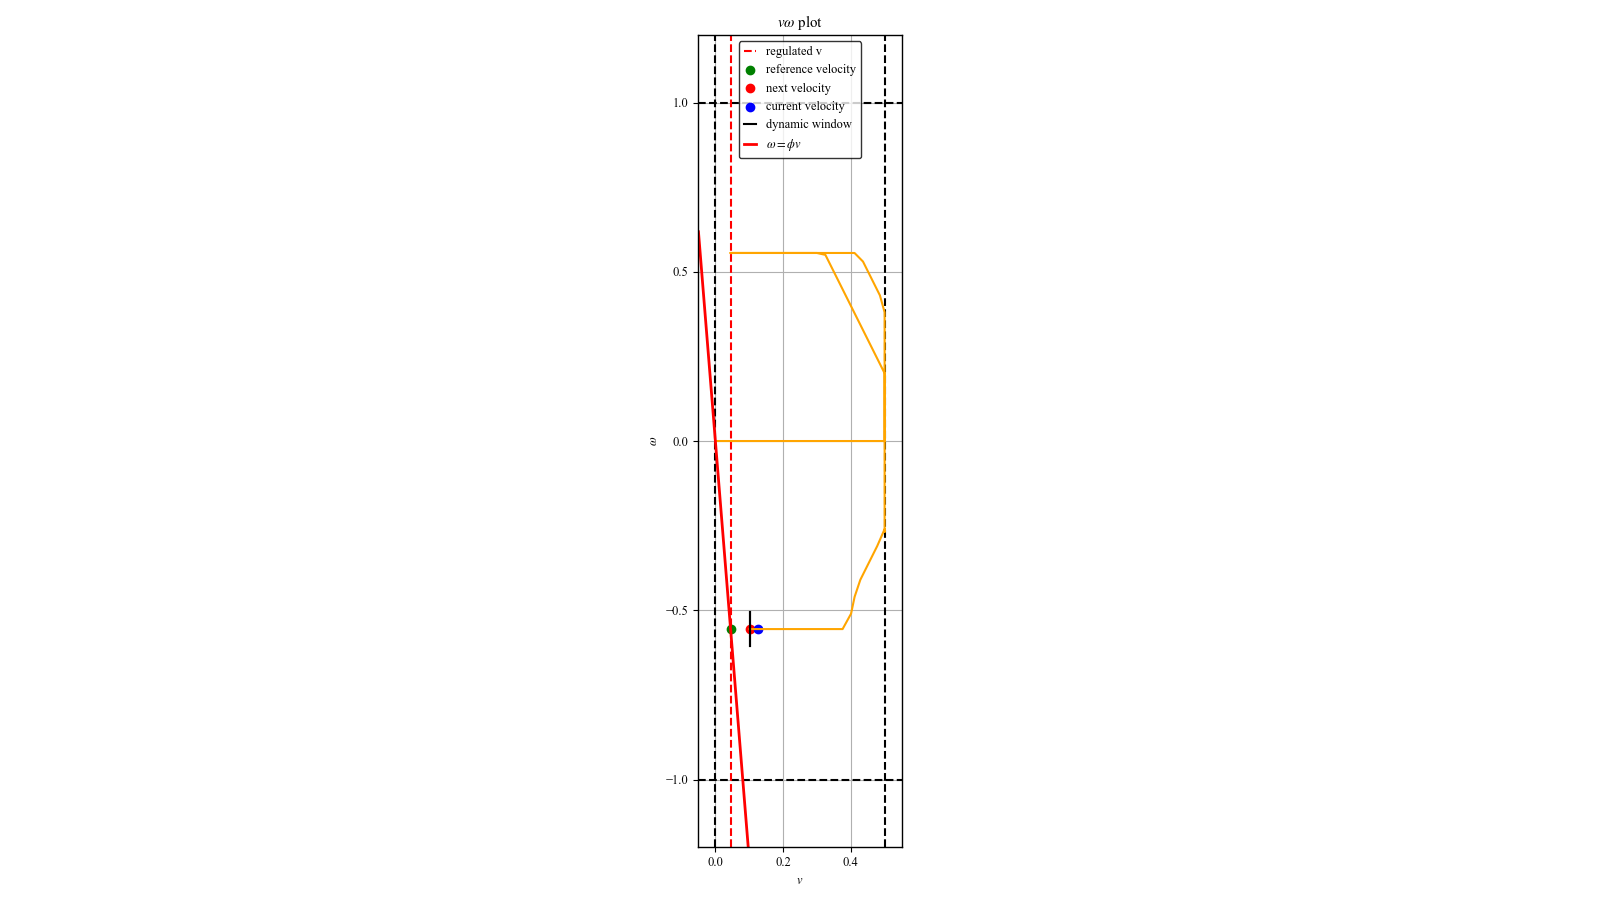 vω plot
regulated v
reference velocity
next velocity
current velocity
dynamic window
ω = ϕv
1.0
0.5
0.0
−0.5
−1.0
ω
0.0 0.2 0.4
v